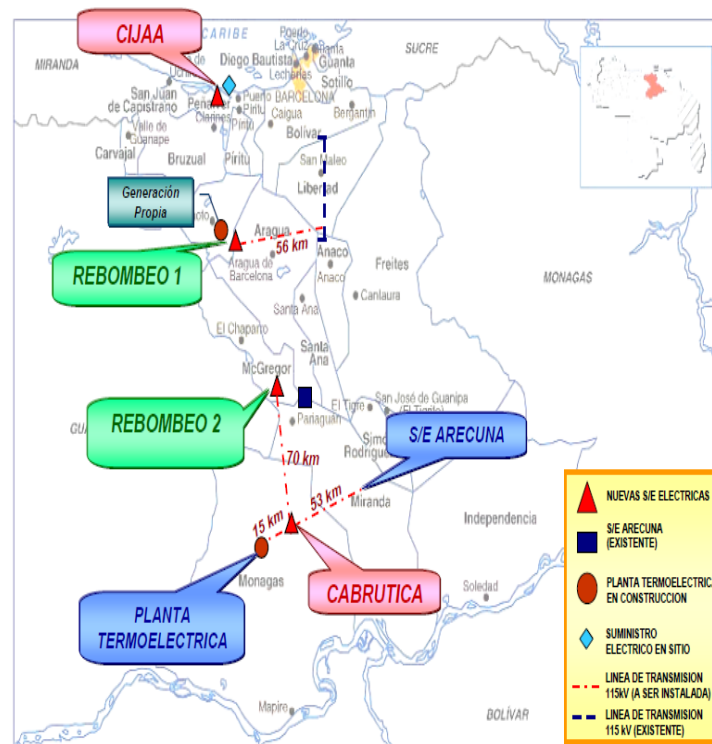 CARIBE
CIJAA
MIRANDA
SUCRE
La Cruz
Diego Bautista
Guanta
Lecherías
Sotillo
San Juan
de Capistrano
BARCELONA
Píritu
Clarines
Bergantín
Caigua
Bolívar
Valle de
Guanape
Carvajal
Bruzual
Píritu
San Mateo
Libertad
Generación
Propia
Aragua
56 km
REBOMBEO 1
Aragua de
Barcelona
Anaco
Anaco
Freites
MONAGAS
Cantaura
Santa Ana
El Chaparro
Santa
Ana
McGregor
REBOMBEO 2
Pariaguán
El Tigre
San José de Guanipa
(El Tigrito)
S/E ARECUNA
70 km
53 km
Miranda
15 km
Independencia
Monagas
CABRUTICA
PLANTA
TERMOELECTRICA
Soledad
Mapire
BOLÍVAR
NUEVAS S/E ELECTRICAS
S/E ARECUNA
(EXISTENTE)
PLANTA
TERMOELECTRICA
EN CONSTRUCCION
SUMINISTRO
ELECTRICO EN SITIO
LINEA DE TRANSMISION
115kV (A SER INSTALADA)
LINEA DE TRANSMISION
115 kV (EXISTENTE)